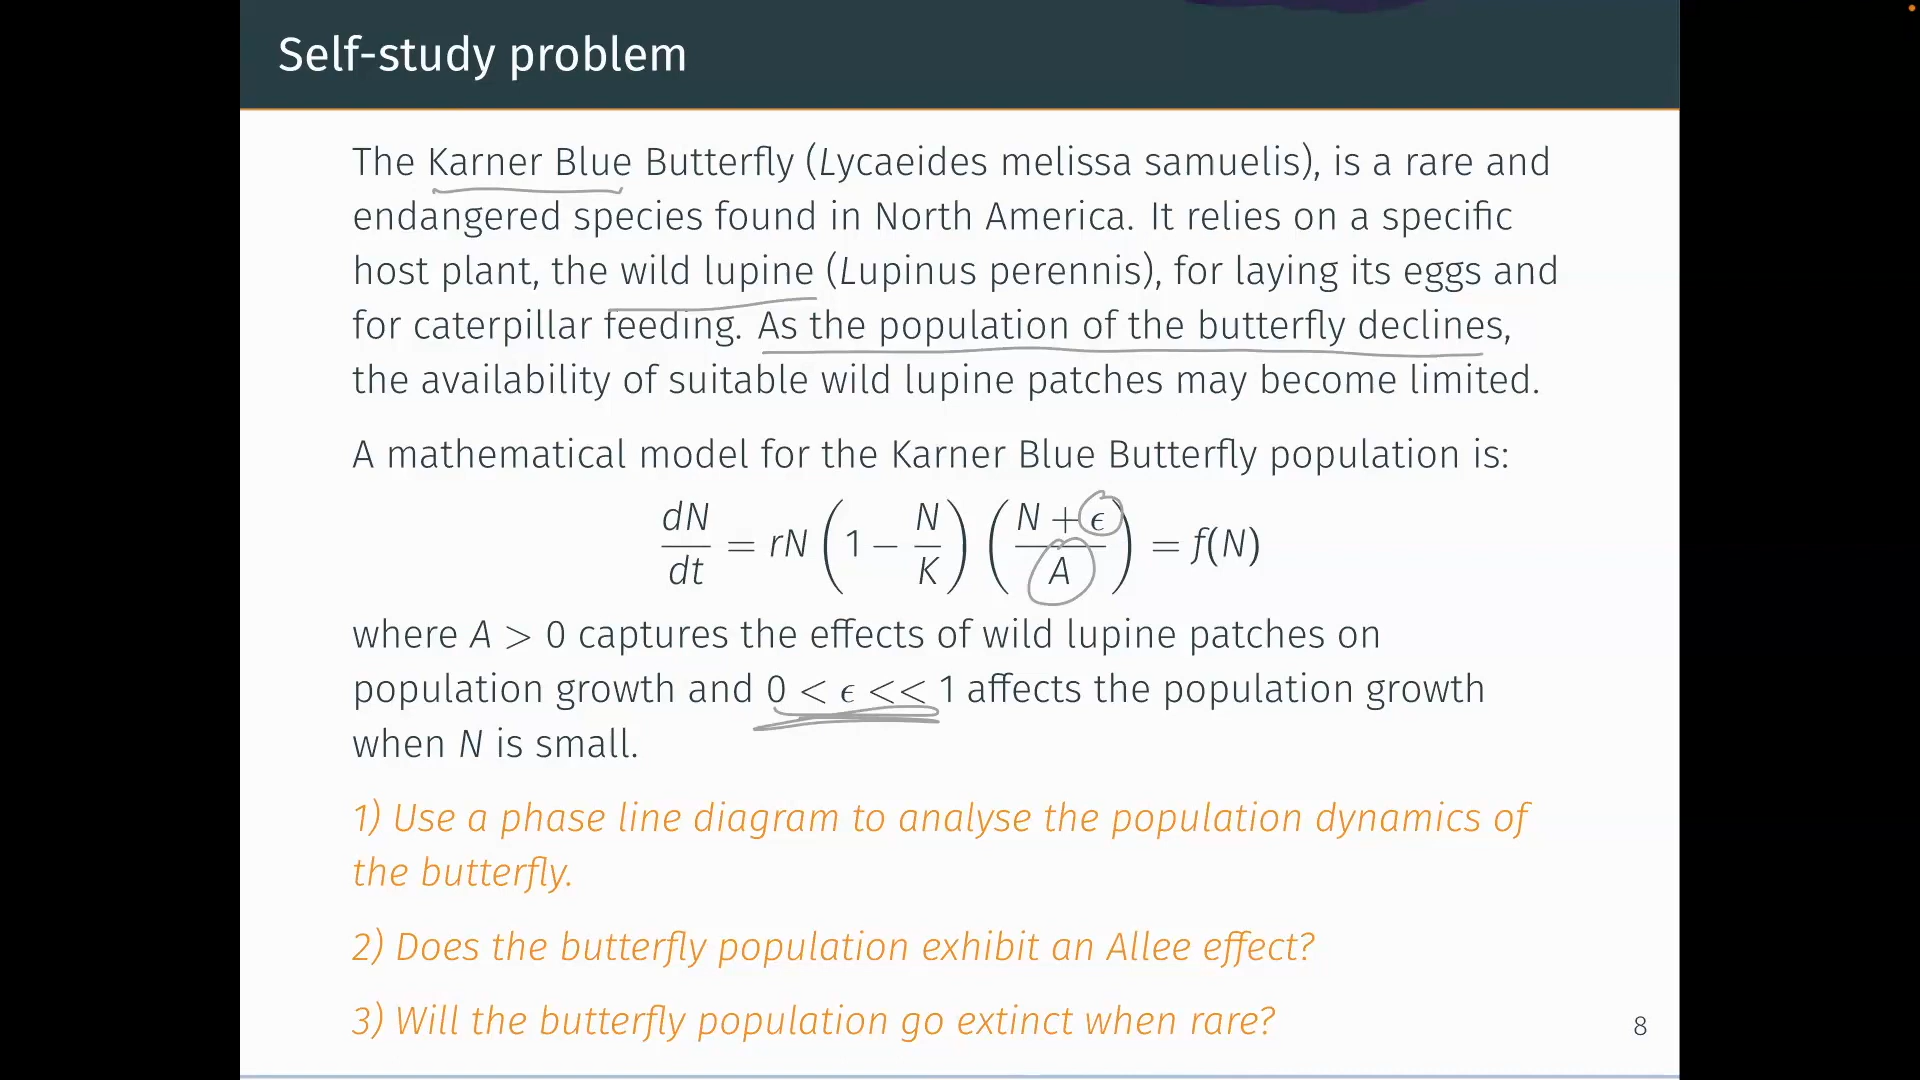 Self-study problem
The Karner Blue Butterfly (Lycaeides melissa samuelis), is a rare and
endangered species found in North America. It relies on a specific
host plant, the wild lupine (Lupinus perennis), for laying its eggs and
for caterpillar feeding. As the population of the butterfly declines,
the availability of suitable wild lupine patches may become limited.
A mathematical model for the Karner Blue Butterfly population is:
dN/dt = rN (1 − N/K) ((N + ϵ)/A) = f(N)
where A > 0 captures the effects of wild lupine patches on
population growth and 0 < ϵ << 1 affects the population growth
when N is small.
1) Use a phase line diagram to analyse the population dynamics of
the butterfly.
2) Does the butterfly population exhibit an Allee effect?
3) Will the butterfly population go extinct when rare?
8